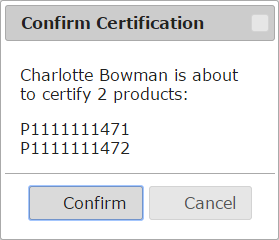 Confirm Certification
Charlotte Bowman is about
to certify 2 products:
P1111111471
P1111111472
Confirm
Cancel